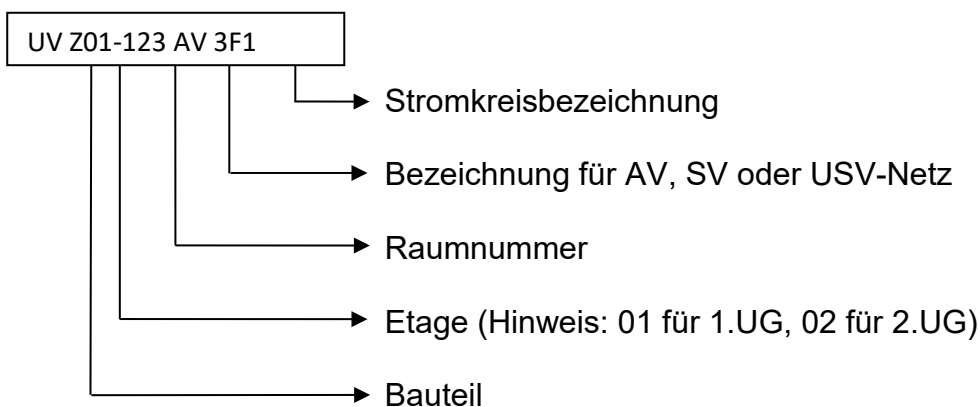 UV Z01-123 AV 3F1
Stromkreisbezeichnung
Bezeichnung für AV, SV oder USV-Netz
Raumnummer
Etage (Hinweis: 01 für 1.UG, 02 für 2.UG)
Bauteil